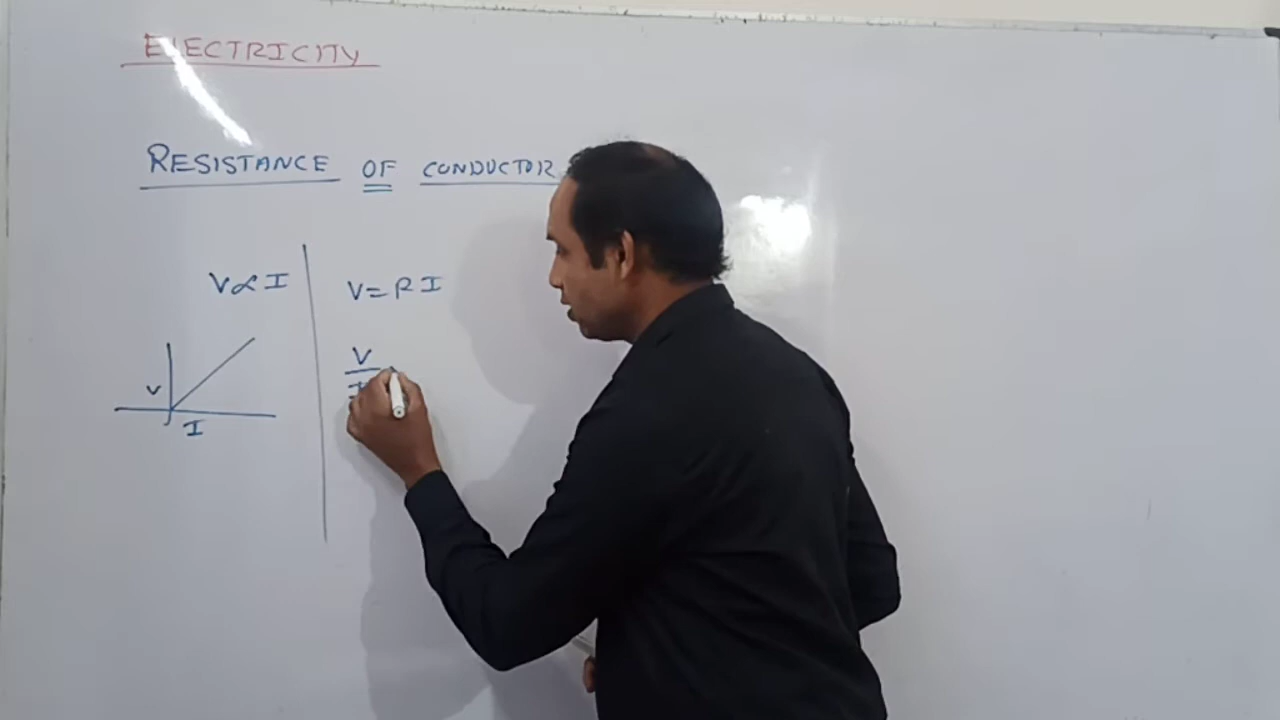 ELECTRICITY
RESISTANCE OF CONDUCTOR
V ∝ I
V
I
V = RI
V